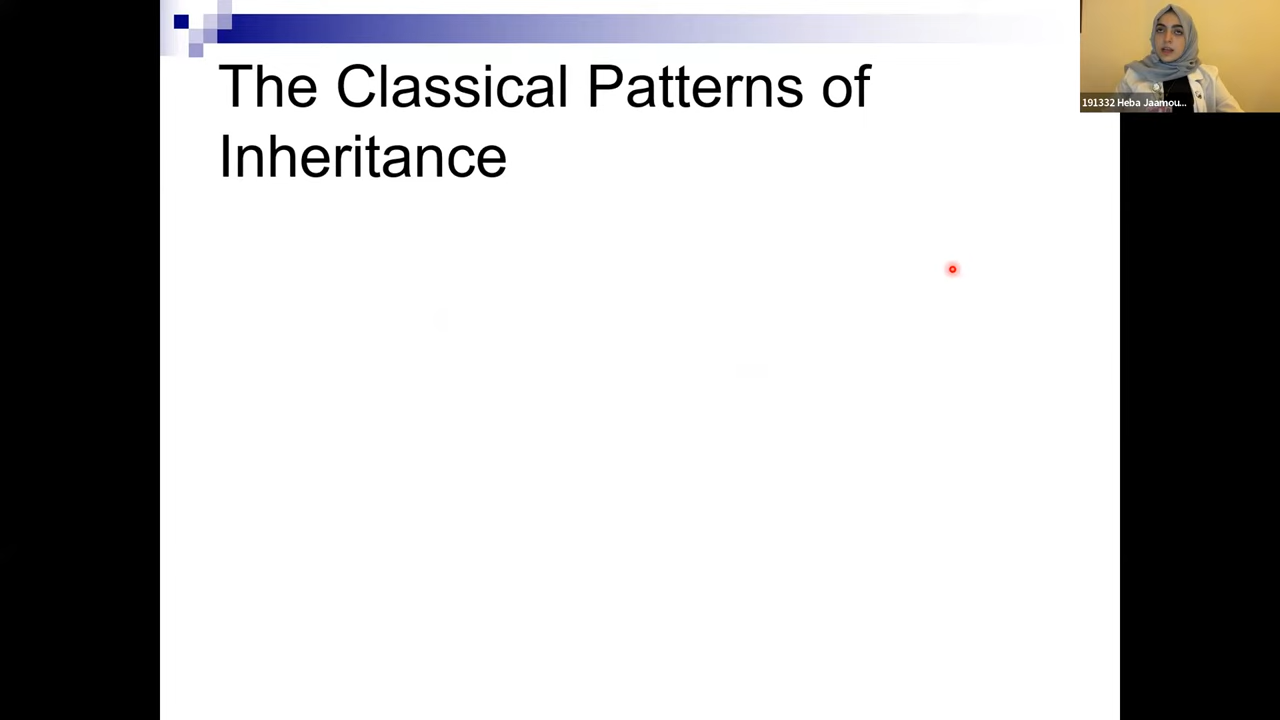 The Classical Patterns of
Inheritance
191332 Heba Jaamou...